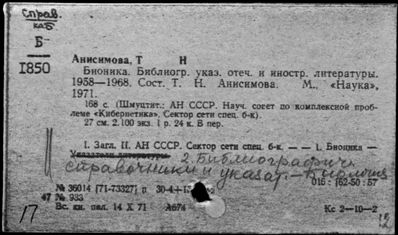 Справ.
каб
Б-
1850
Анисимова, Т Н
Бионика. Библиогр. указ. отеч. и иностр. литературы.
1958—1968. Сост. Т. Н. Анисимова. М., «Наука»,
1971.
168 с. (Шмуцтит.: АН СССР. Науч. совет по комплексной проб-
леме «Кибернетика». Сектор сети спец. б-к).
27 см. 2.100 экз. 1 р. 24 к. В пер.
I. Загл. II. АН СССР. Сектор сети спец. б-к. — — 1. Бионика —
Указатели литературы 2. Библиографич.
справочники и указат. - Бионика
016 : [62-50 : 57
№ 36014 [71-73327] р 30-4
47 № 933
Вс. кн. пал. 14 X 71 А674 Кс 2—10—2
17